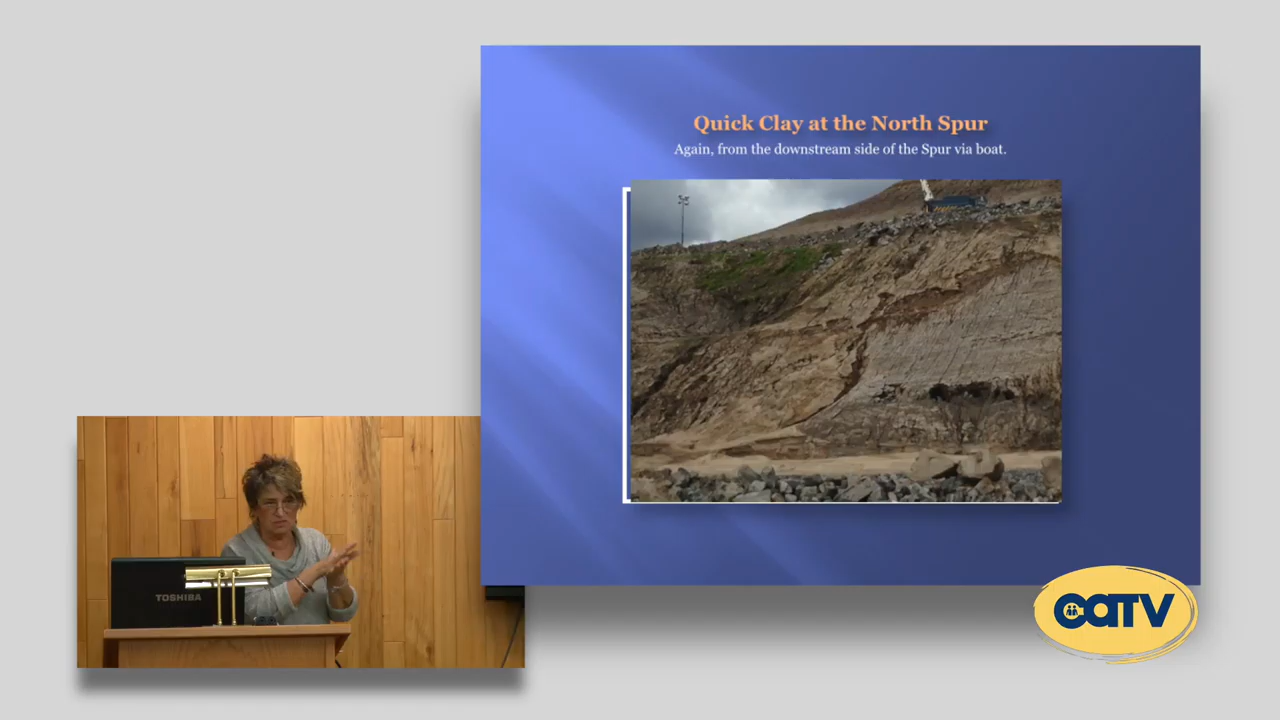 Quick Clay at the North Spur
Again, from the downstream side of the Spur via boat.
TOSHIBA
CATV